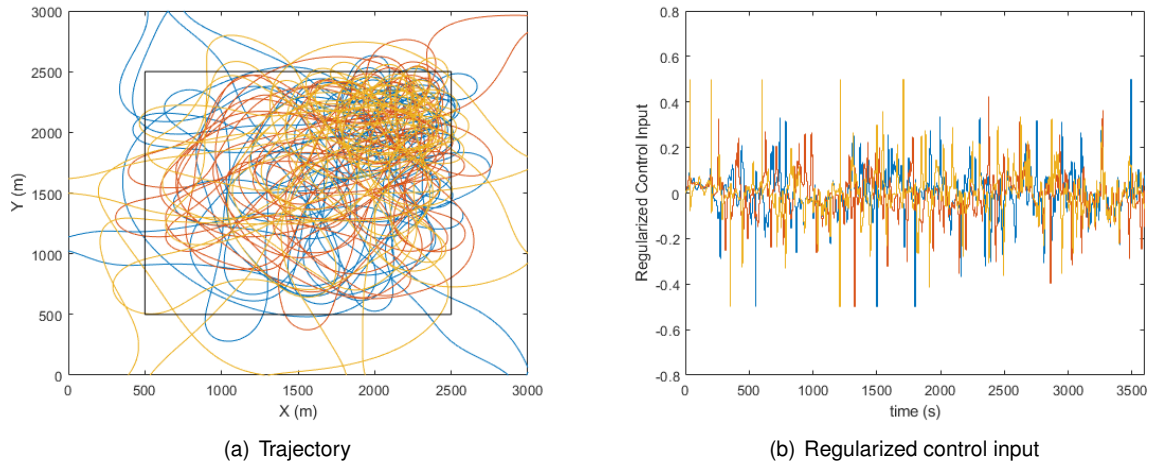 3000
2500
2000
1500
1000
500
0
Y (m)
0 500 1000 1500 2000 2500 3000
X (m)
(a) Trajectory
0.8
0.6
0.4
0.2
0
-0.2
-0.4
-0.6
-0.8
Regularized Control Input
0 500 1000 1500 2000 2500 3000 3500
time (s)
(b) Regularized control input